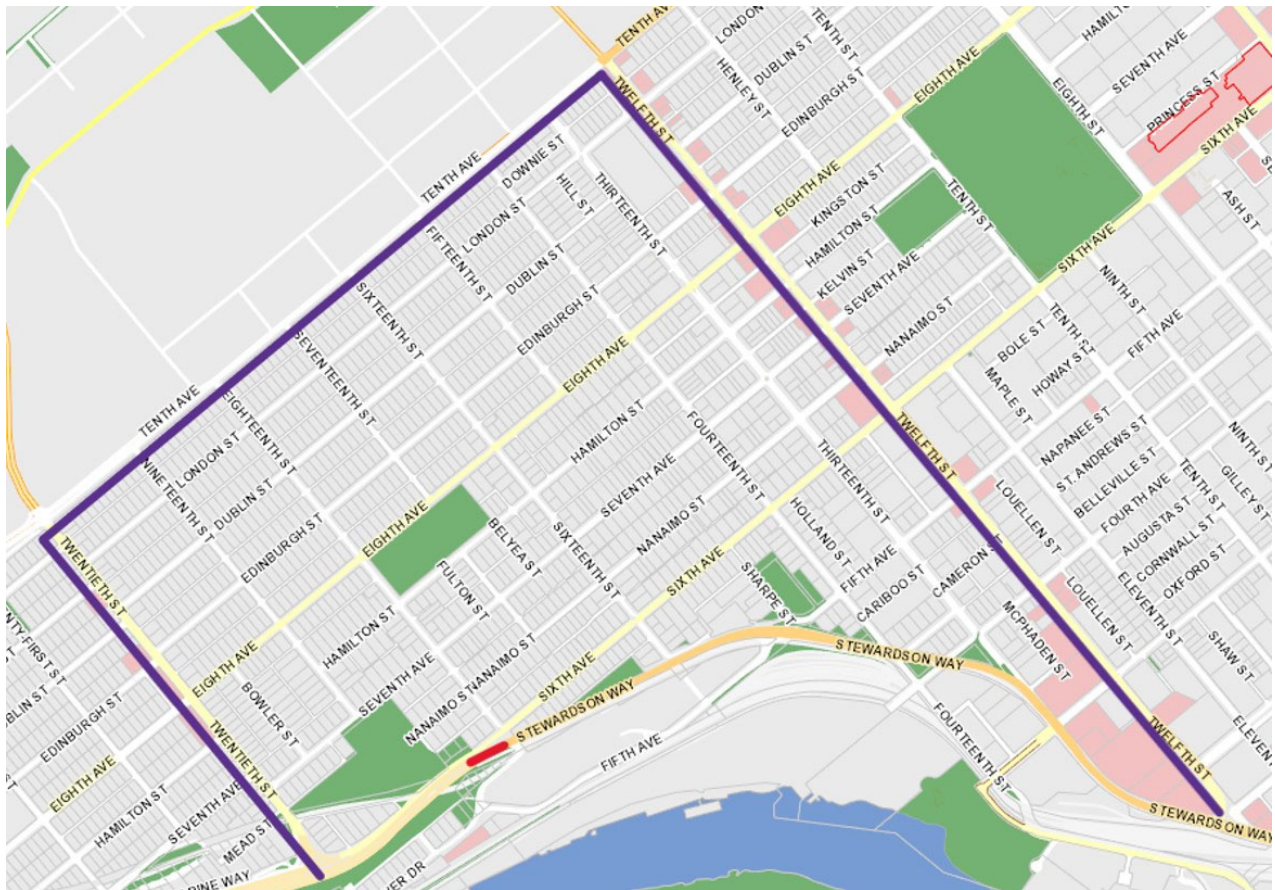 TENTH AVE
LONDON ST
TENTH ST
HAMILTON ST
SEVENTH AVE
DUBLIN ST
HENLEY ST
EIGHTH AVE
EIGHTH ST
PRINCESS ST
TWELFTH ST
EDINBURGH ST
SIXTH AVE
DOWNIE ST
TENTH AVE
HILL ST
THIRTEENTH ST
EIGHTH AVE
KINGSTON ST
TENTH ST
ASH ST
LONDON ST
FIFTEENTH ST
DUBLIN ST
HAMILTON ST
KELVIN ST
SEVENTH AVE
SIXTH AVE
SIXTEENTH ST
EDINBURGH ST
NINTH ST
NANAIMO ST
BOLE ST
TENTH ST
FIFTH AVE
SEVENTEENTH ST
EIGHTH AVE
HOWAY ST
MAPLE ST
TENTH AVE
EIGHTEENTH ST
HAMILTON ST
FOURTEENTH ST
TWELFTH ST
NAPANEE ST
ST. ANDREWS ST
NINTH ST
LONDON ST
NINETEENTH ST
SEVENTH AVE
THIRTEENTH ST
BELLEVILLE ST
TENTH ST
GILLEY ST
DUBLIN ST
LOUELLEN ST
FOURTH AVE
AUGUSTA ST
EDINBURGH ST
EIGHTH AVE
BELYEA ST
SIXTEENTH ST
NANAIMO ST
HOLLAND ST
CORNWALL ST
TWENTIETH ST
FULTON ST
SIXTH AVE
SHARPE ST
FIFTH AVE
CAMERON ST
OXFORD ST
CARIBOO ST
ELEVENTH ST
LOUELLEN ST
HAMILTON ST
NANAIMO ST
MCPHADEN ST
SHAW ST
STEWARDSON WAY
EIGHTH AVE
SEVENTH AVE
SIXTH AVE
BOWLER ST
EDINBURGH ST
NANAIMO ST
STEWARDSON WAY
TWENTIETH ST
FIFTH AVE
FOURTEENTH ST
TWELFTH ST
EIGHTH AVE
HAMILTON ST
SEVENTH AVE
MEAD ST
STEWARDSON WAY